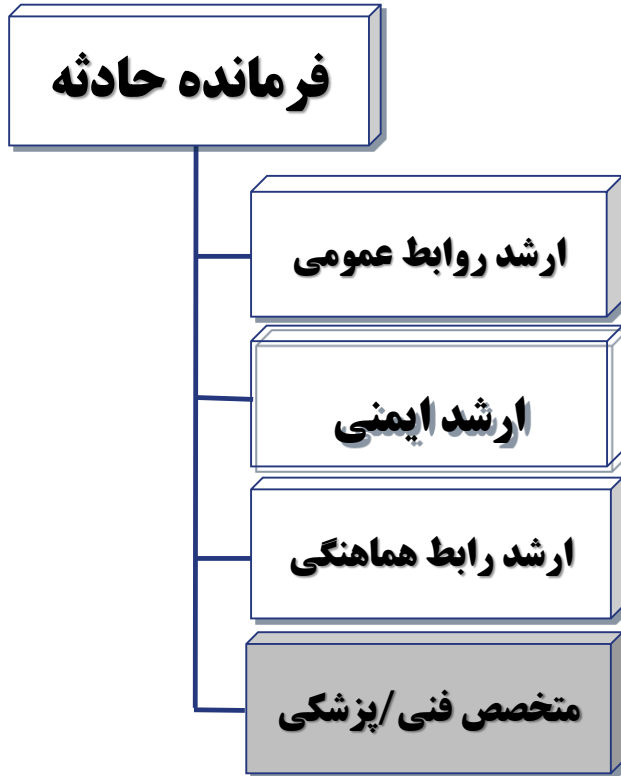 فرمانده حادثه
ارشد روابط عمومی
ارشد ایمنی
ارشد رابط هماهنگی
متخصص فنی/پزشکی